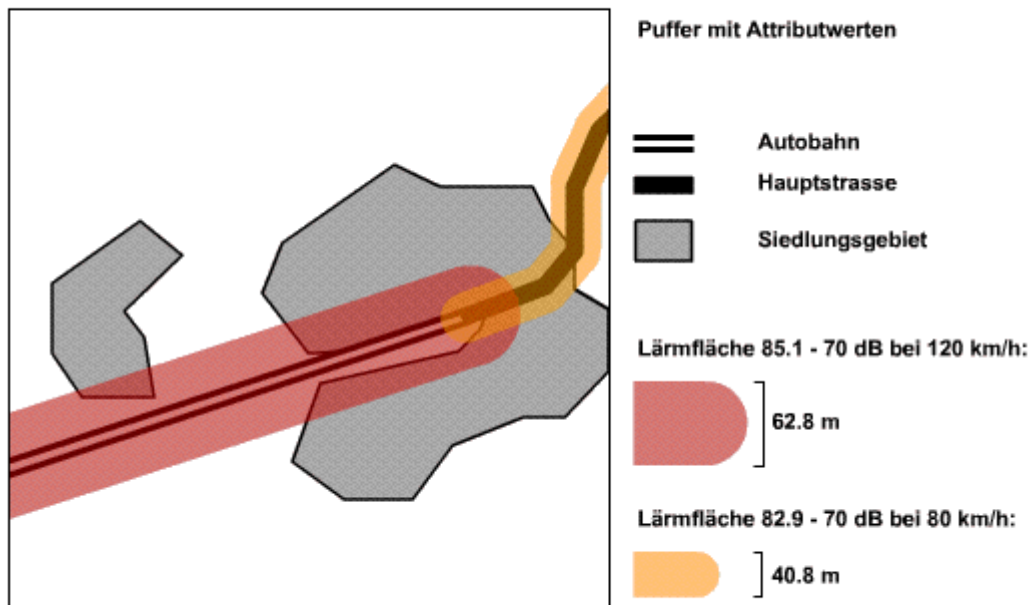 Puffer mit Attributwerten
Autobahn
Hauptstrasse
Siedlungsgebiet
Lärmfläche 85.1 - 70 dB bei 120 km/h:
62.8 m
Lärmfläche 82.9 - 70 dB bei 80 km/h:
40.8 m